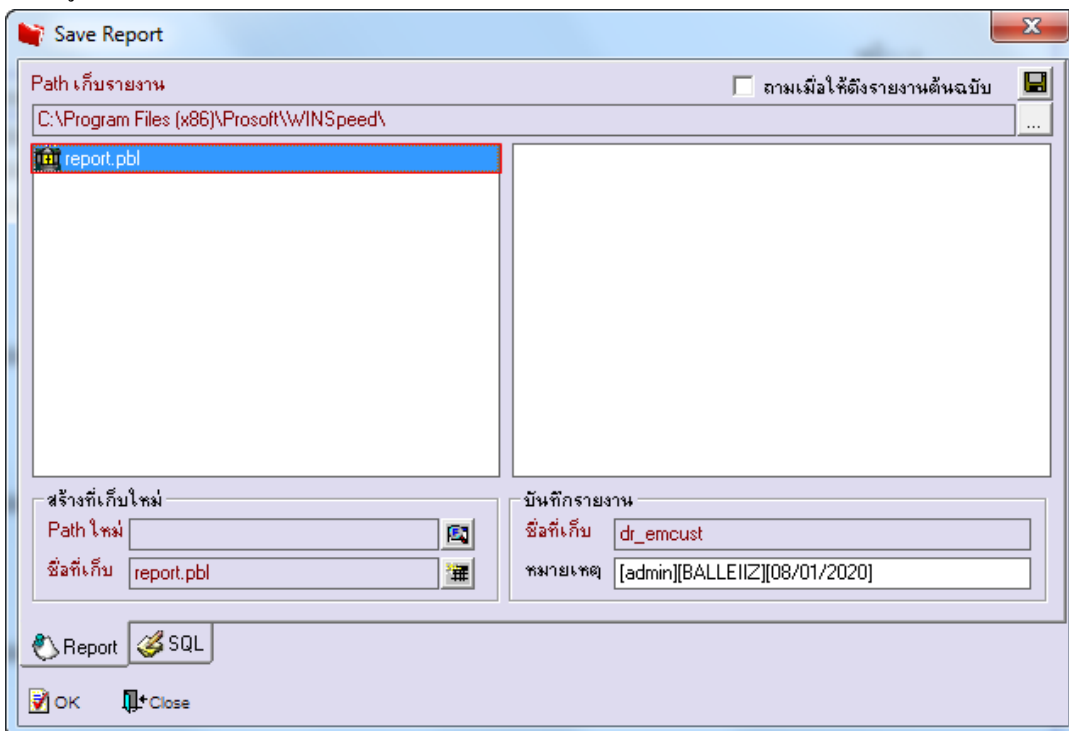 Save Report
Path เก็บรายงาน
ถามเมื่อให้ดึงรายงานต้นฉบับ
C:\Program Files (x86)\Prosoft\WINSpeed\
...
report.pbl
สร้างที่เก็บใหม่
Path ใหม่
ชื่อที่เก็บ report.pbl
บันทึกรายงาน
ชื่อที่เก็บ dr_emcust
หมายเหตุ [admin][BALLEIIZ][08/01/2020]
Report SQL
OK Close